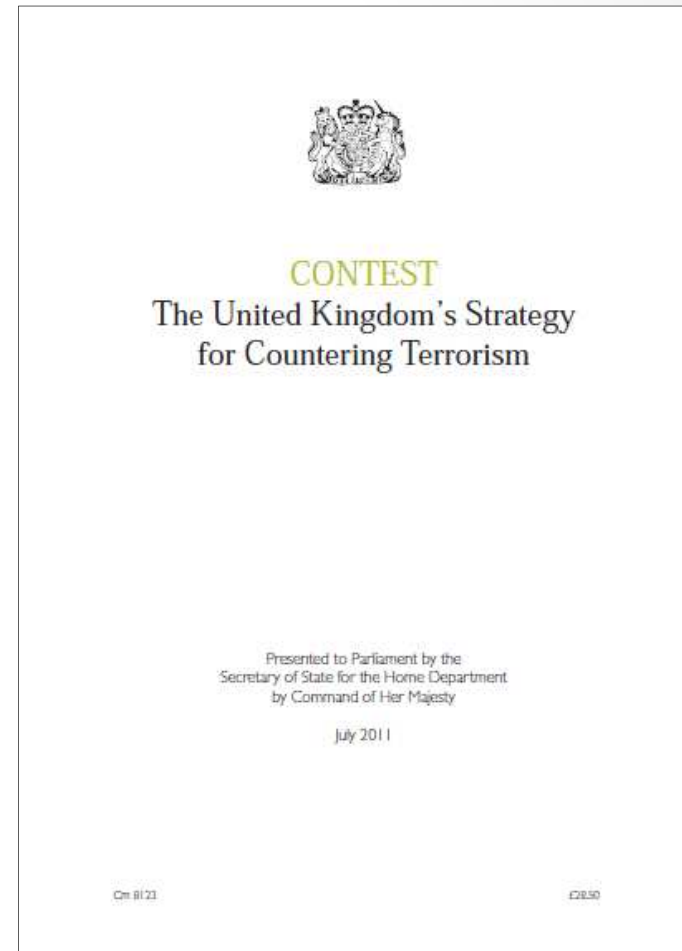 CONTEST
The United Kingdom's Strategy
for Countering Terrorism
Presented to Parliament by the
Secretary of State for the Home Department
by Command of Her Majesty
July 2011
Cm 8123
£28.50